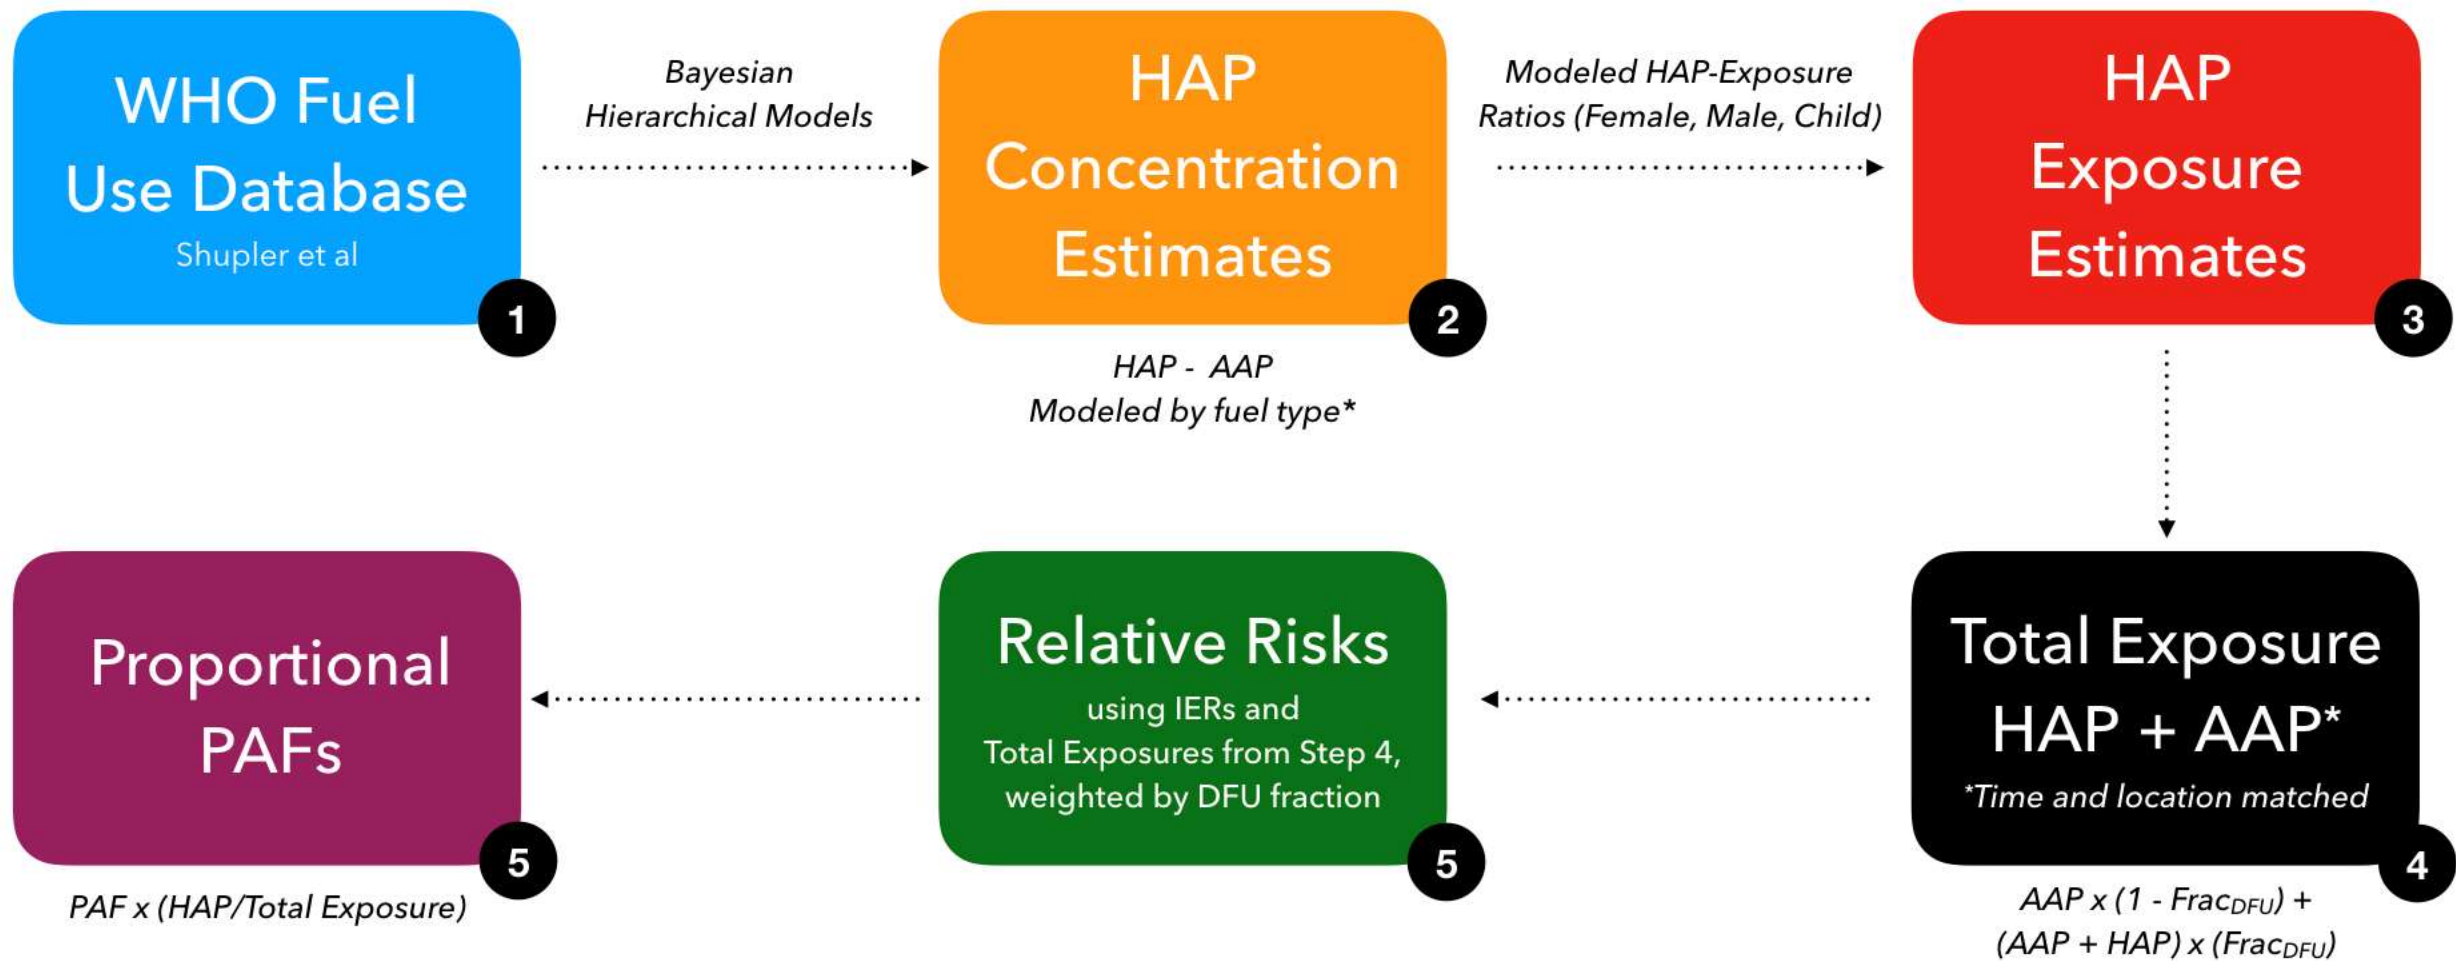 WHO Fuel
Use Database
Shupler et al
1
Bayesian
Hierarchical Models
HAP
Concentration
Estimates
2
HAP - AAP
Modeled by fuel type*
Modeled HAP-Exposure
Ratios (Female, Male, Child)
HAP
Exposure
Estimates
3
Total Exposure
HAP + AAP*
*Time and location matched
4
AAP x (1 - FracDFU) +
(AAP + HAP) x (FracDFU)
Relative Risks
using IERs and
Total Exposures from Step 4,
weighted by DFU fraction
5
Proportional
PAFs
5
PAF x (HAP/Total Exposure)